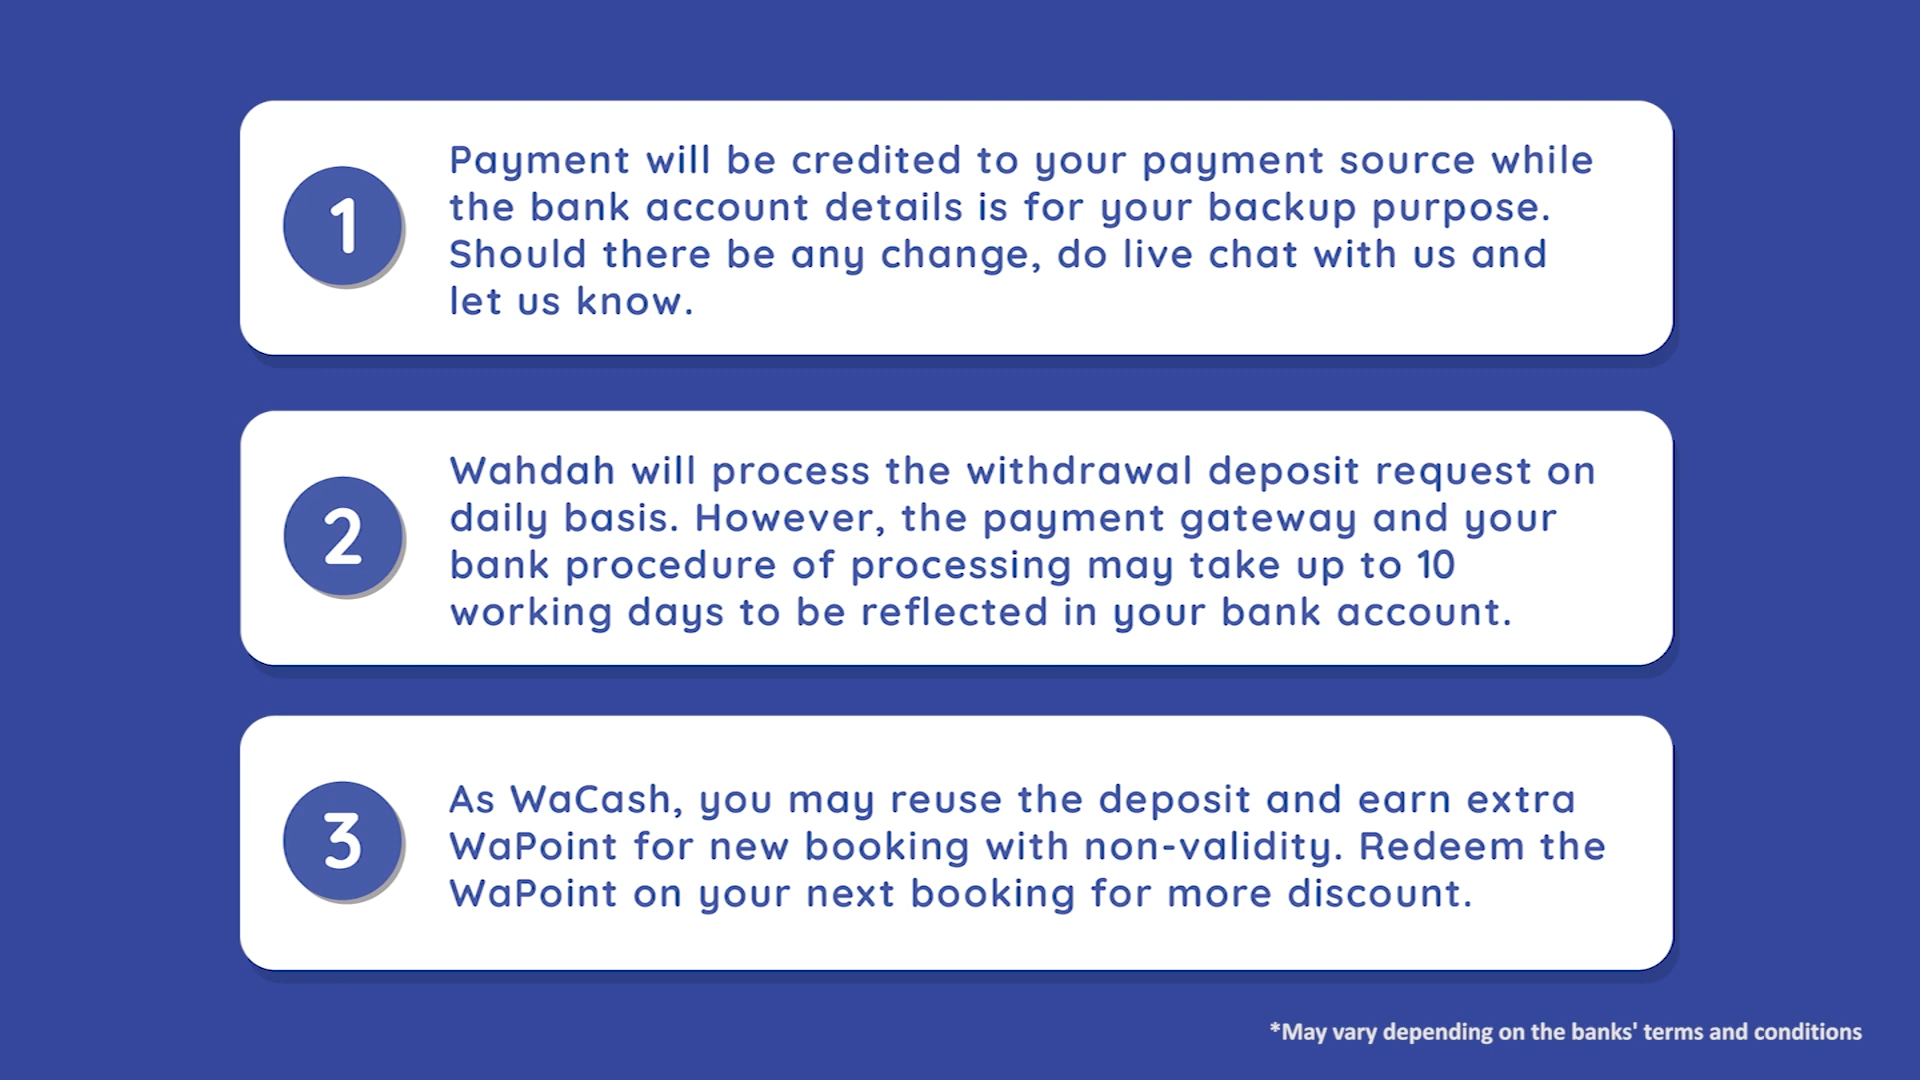 1
Payment will be credited to your payment source while
the bank account details is for your backup purpose.
Should there be any change, do live chat with us and
let us know.
2
Wahdah will process the withdrawal deposit request on
daily basis. However, the payment gateway and your
bank procedure of processing may take up to 10
working days to be reflected in your bank account.
3
As WaCash, you may reuse the deposit and earn extra
WaPoint for new booking with non-validity. Redeem the
WaPoint on your next booking for more discount.
*May vary depending on the banks' terms and conditions